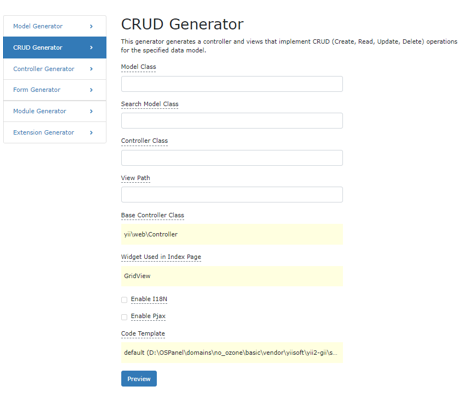 Model Generator
CRUD Generator
Controller Generator
Form Generator
Module Generator
Extension Generator
CRUD Generator
This generator generates a controller and views that implement CRUD (Create, Read, Update, Delete) operations
for the specified data model.
Model Class
Search Model Class
Controller Class
View Path
Base Controller Class
yii\web\Controller
Widget Used in Index Page
GridView
Enable I18N
Enable Pjax
Code Template
default (D:\OSPanel\domains\no_ozone\basic\vendor\yiisoft\yii2-gii\s...
Preview